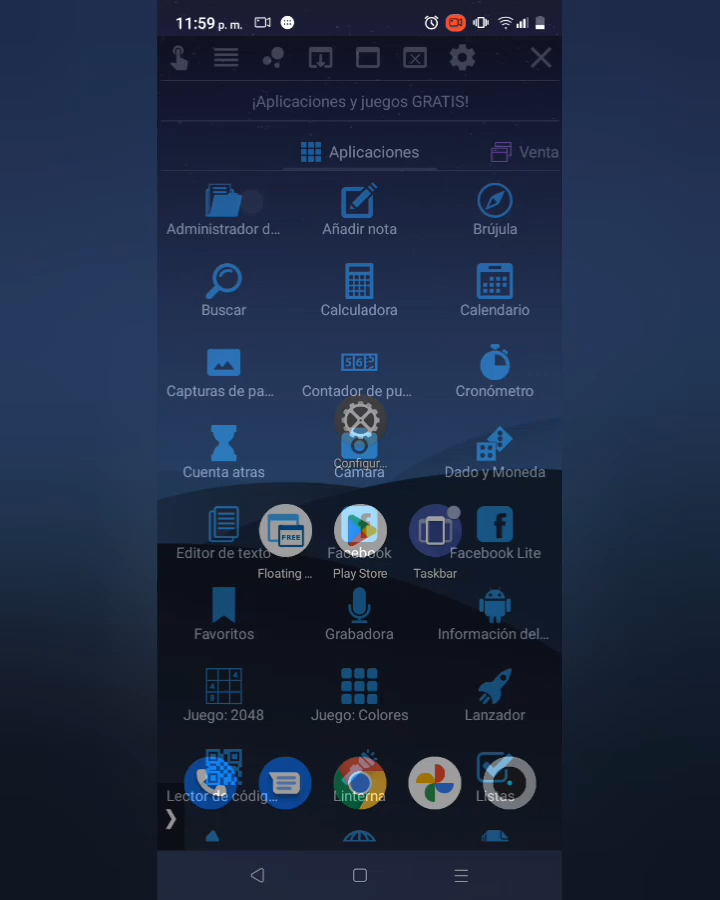 11:59 p. m.
¡Aplicaciones y juegos GRATIS!
Aplicaciones
Venta
Administrador d...
Añadir nota
Brújula
Buscar
Calculadora
Calendario
Capturas de pa...
Contador de pu...
Cronómetro
Configur...
Cuenta atras
Cámara
Dado y Moneda
FREE
Editor de texto
Facebook
Facebook Lite
Floating ...
Play Store
Taskbar
Favoritos
Grabadora
Información del...
Juego: 2048
Juego: Colores
Lanzador
Lector de códig...
Linterna
Listas